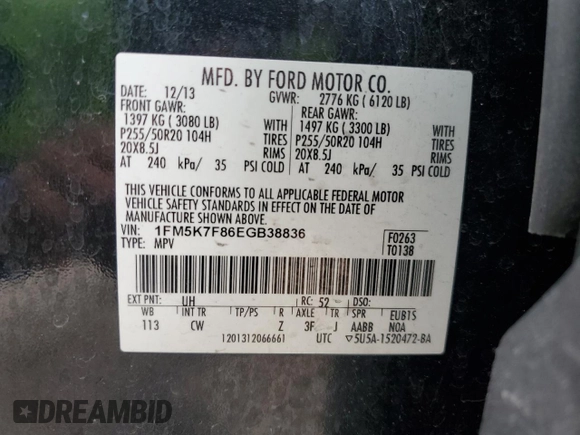 MFD. BY FORD MOTOR CO.
DATE: 12/13 GVWR: 2776 KG ( 6120 LB)
FRONT GAWR: REAR GAWR:
1397 KG ( 3080 LB) WITH 1497 KG ( 3300 LB) WITH
P255/50R20 104H TIRES P255/50R20 104H TIRES
20X8.5J RIMS 20X8.5J RIMS
AT 240 kPa/ 35 PSI COLD AT 240 kPa/ 35 PSI COLD
THIS VEHICLE CONFORMS TO ALL APPLICABLE FEDERAL MOTOR
VEHICLE SAFETY STANDARDS IN EFFECT ON THE DATE OF
MANUFACTURE SHOWN ABOVE.
VIN: 1FM5K7F86EGB38836 F0263
TYPE: MPV T0138
EXT PNT: UH RC: 52 DSO:
WB INT TR TP/PS R AXLE TR SPR EUB1S
113 CW Z 3F J AABB NOA
1201312066661 UTC ▽5U5A-1520472-BA
DREAMBID